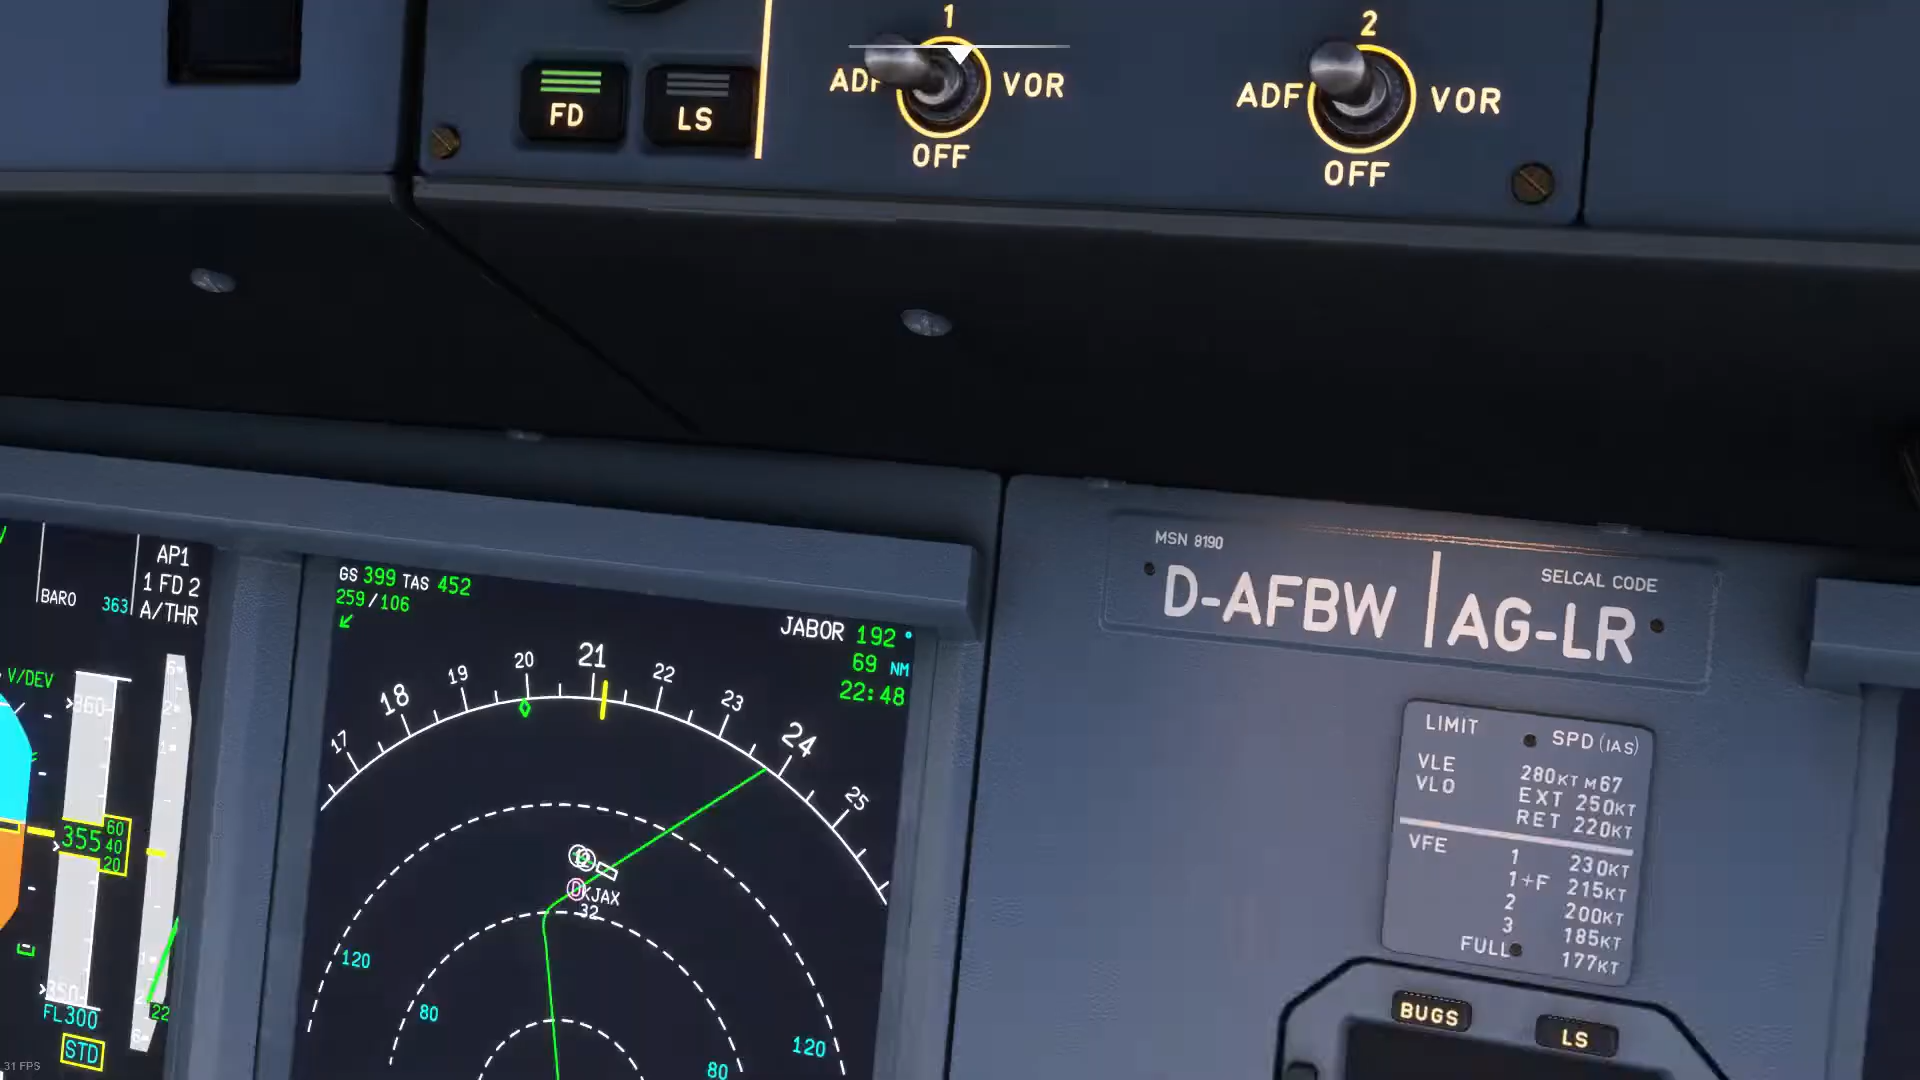 1
2
ADF
VOR
OFF
ADF
VOR
OFF
FD
LS
AP1
1 FD 2
A/THR
BARO 363
V/DEV
360
355
60
40
20
350
22
FL300
STD
31 FPS
GS 399 TAS 452
259/106
JABOR 192°
69 NM
22:48
17
18
19
20
21
22
23
24
25
KJAX
32
120
80
120
80
MSN 8190
D-AFBW
SELCAL CODE
AG-LR
LIMIT SPD (IAS)
VLE 280KT M67
VLO EXT 250KT
RET 220KT
VFE 1 230KT
1+F 215KT
2 200KT
3 185KT
FULL 177KT
BUGS
LS